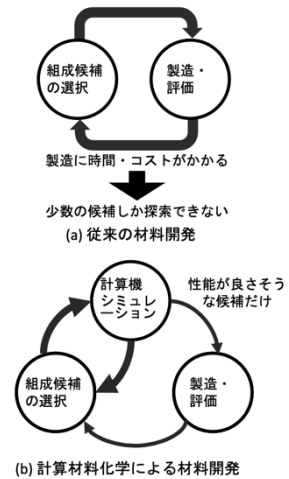 組成候補
の選択
製造・
評価
製造に時間・コストがかかる
少数の候補しか探索できない
(a) 従来の材料開発
計算機
シミュレ
ーション
性能が良さそう
な候補だけ
組成候補
の選択
製造・
評価
(b) 計算材料化学による材料開発